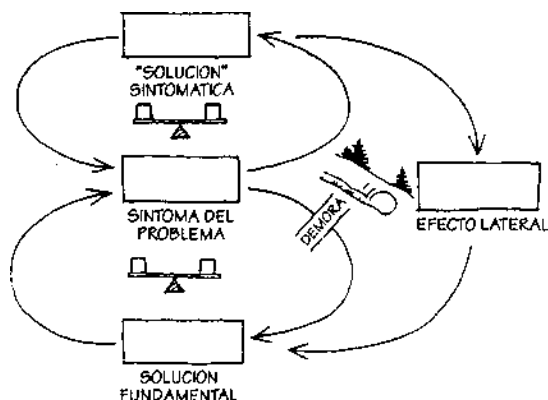 "SOLUCION"
SINTOMATICA
SINTOMA DEL
PROBLEMA
DEMORA
EFECTO LATERAL
SOLUCION
FUNDAMENTAL